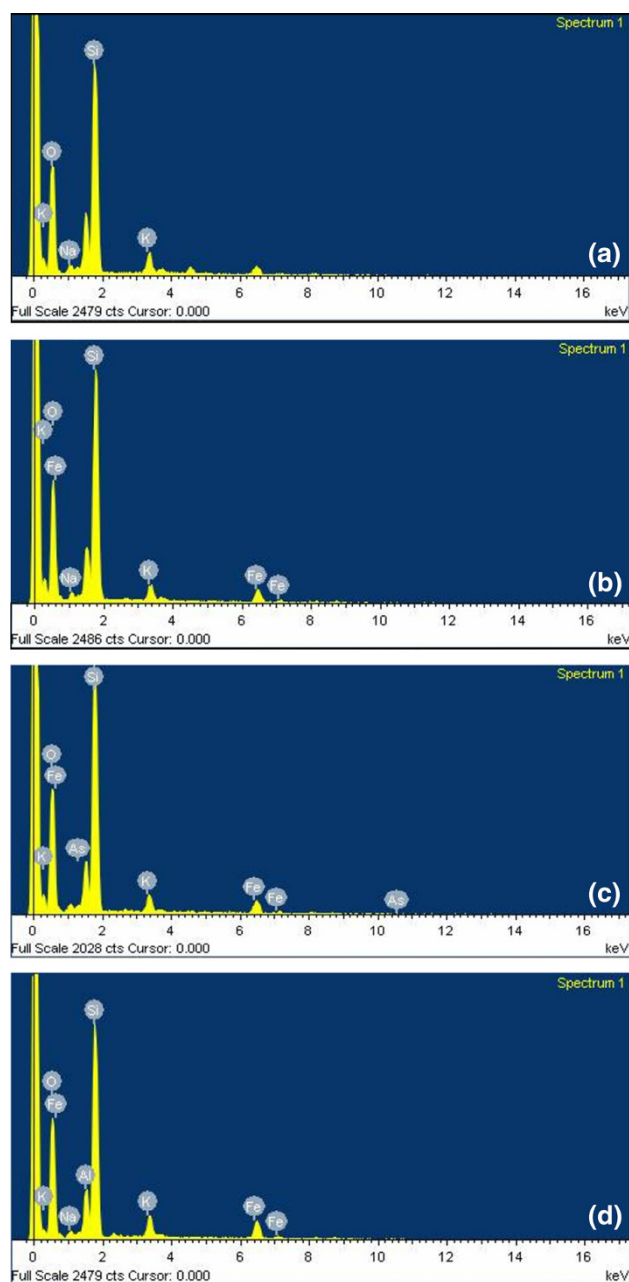 Spectrum 1
Si
O
K
Na
K
(a)
0 2 4 6 8 10 12 14 16
Full Scale 2479 cts Cursor: 0.000 keV
Spectrum 1
Si
O
K
Fe
Na
K
Fe
Fe
(b)
0 2 4 6 8 10 12 14 16
Full Scale 2486 cts Cursor: 0.000 keV
Spectrum 1
Si
O
Fe
As
K
K
Fe
Fe
As
(c)
0 2 4 6 8 10 12 14 16
Full Scale 2028 cts Cursor: 0.000 keV
Spectrum 1
Si
O
Fe
Al
K
Na
K
Fe
Fe
(d)
0 2 4 6 8 10 12 14 16
Full Scale 2479 cts Cursor: 0.000 keV